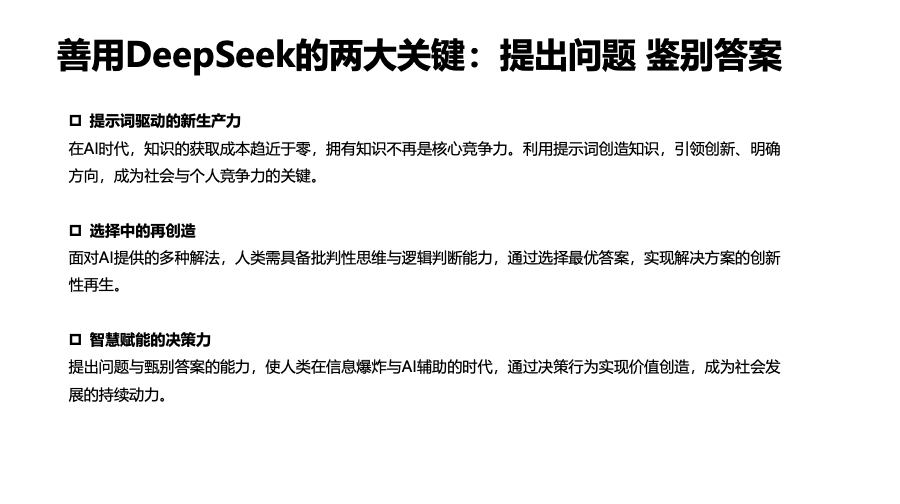 善用DeepSeek的两大关键：提出问题 鉴别答案
提示词驱动的新生产力
在AI时代，知识的获取成本趋近于零，拥有知识不再是核心竞争力。利用提示词创造知识，引领创新、明确
方向，成为社会与个人竞争力的关键。
选择中的再创造
面对AI提供的多种解法，人类需具备批判性思维与逻辑判断能力，通过选择最优答案，实现解决方案的创新
性再生。
智慧赋能的决策力
提出问题与甄别答案的能力，使人类在信息爆炸与AI辅助的时代，通过决策行为实现价值创造，成为社会发
展的持续动力。